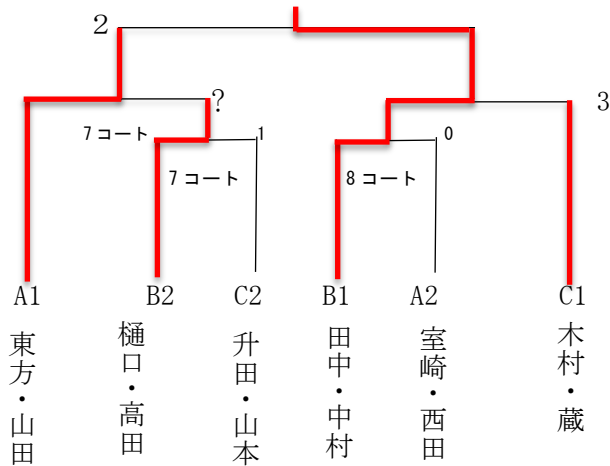 2
?
3
7コート
1
0
7コート
8コート
A1
B2
C2
B1
A2
C1
東方・山田
樋口・高田
升田・山本
田中・中村
室崎・西田
木村・蔵